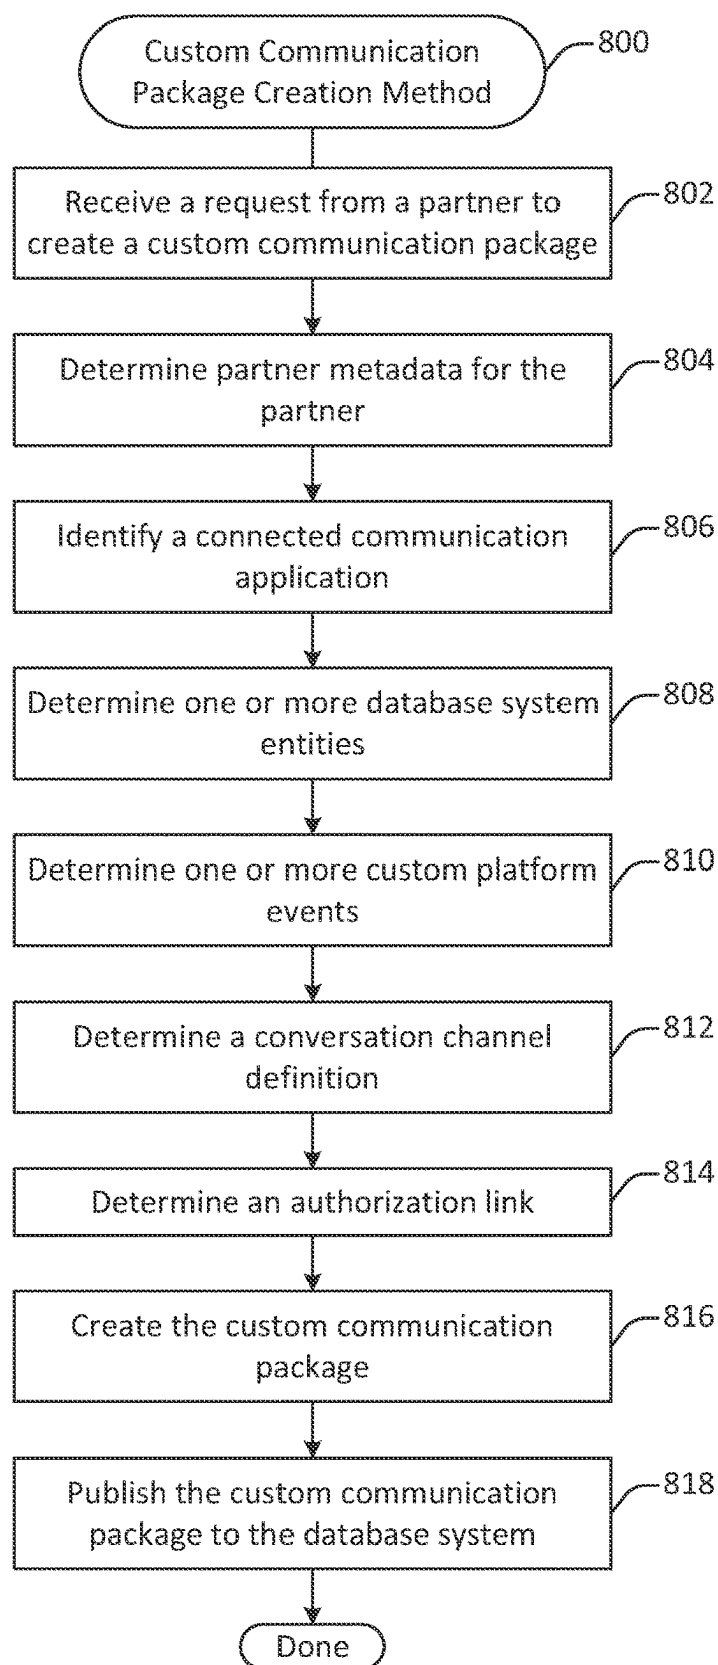 Custom Communication
Package Creation Method
800
Receive a request from a partner to
create a custom communication package
802
Determine partner metadata for the
partner
804
Identify a connected communication
application
806
Determine one or more database system
entities
808
Determine one or more custom platform
events
810
Determine a conversation channel
definition
812
Determine an authorization link
814
Create the custom communication
package
816
Publish the custom communication
package to the database system
818
Done